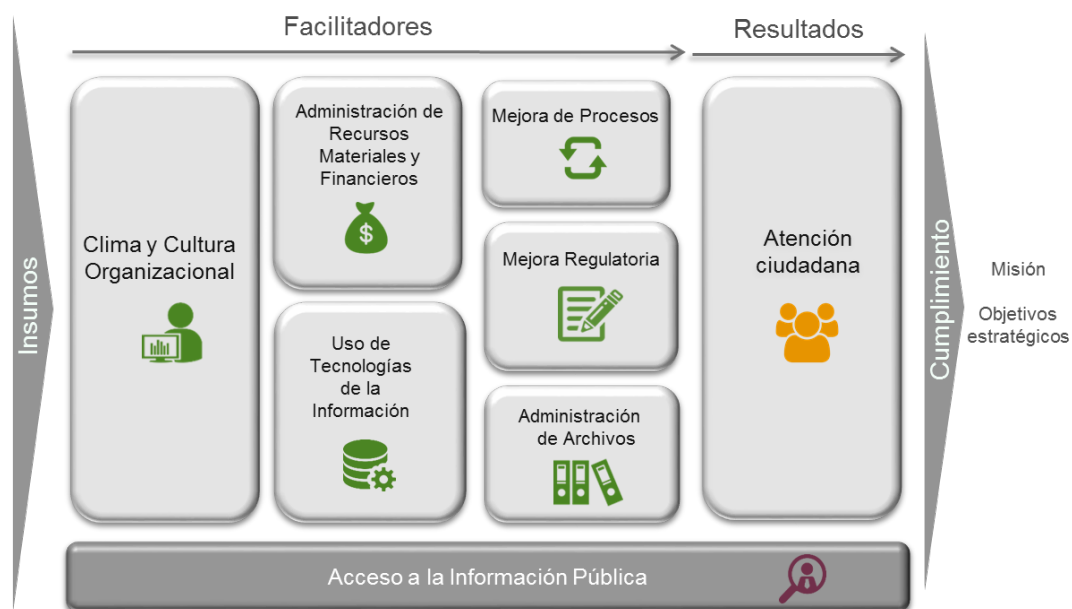 Facilitadores
Resultados
Insumos
Clima y Cultura
Organizacional
Administración de
Recursos
Materiales y
Financieros
$
Uso de
Tecnologías
de la
Información
Mejora de Procesos
Mejora Regulatoria
Administración
de Archivos
Atención
ciudadana
Cumplimiento
Misión
Objetivos
estratégicos
Acceso a la Información Pública